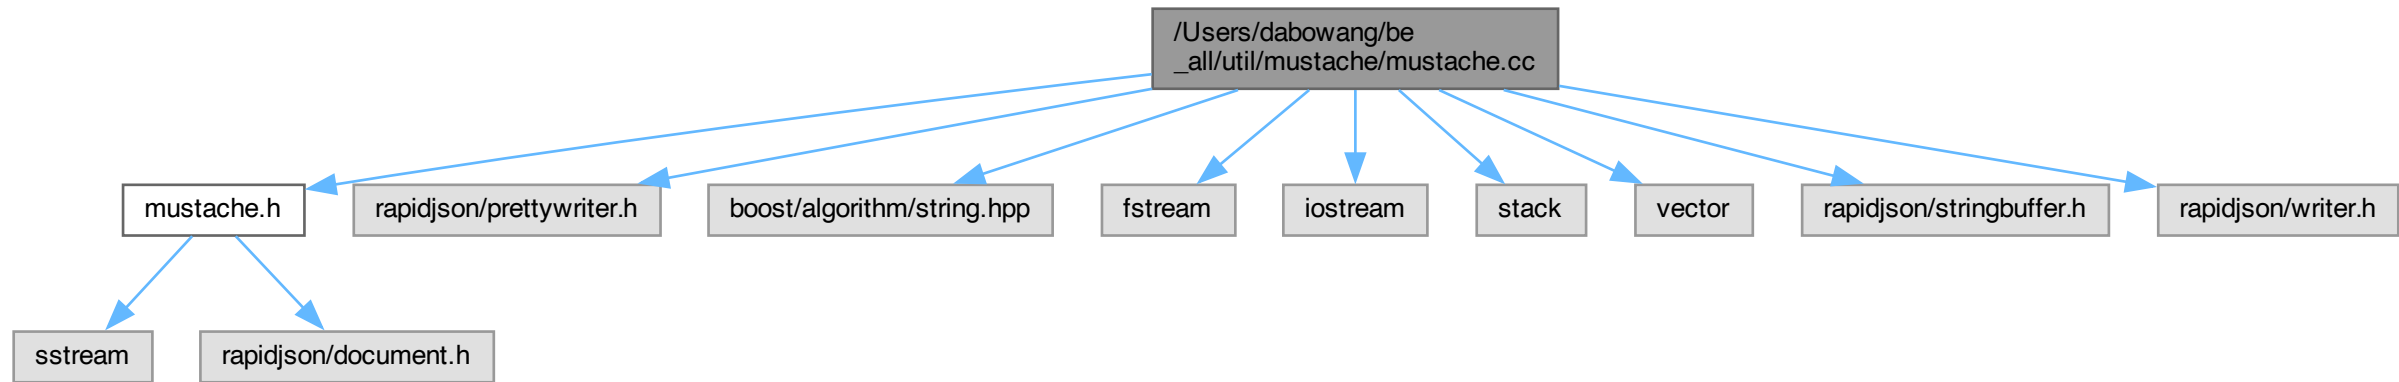 /Users/dabowang/be
_all/util/mustache/mustache.cc
mustache.h
rapidjson/prettywriter.h
boost/algorithm/string.hpp
fstream
iostream
stack
vector
rapidjson/stringbuffer.h
rapidjson/writer.h
sstream
rapidjson/document.h